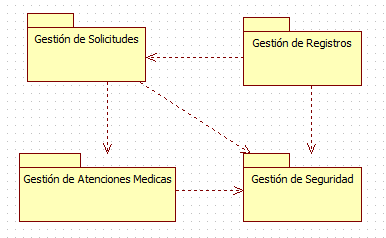 Gestión de Solicitudes
Gestión de Registros
Gestión de Atenciones Medicas
Gestión de Seguridad